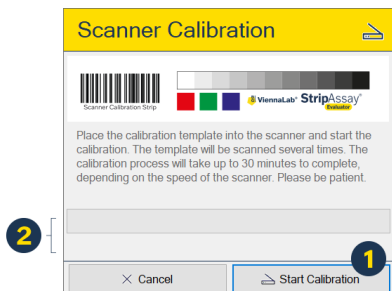 Scanner Calibration
Scanner Calibration Strip
ViennaLab® StripAssay®
Evaluator
Place the calibration template into the scanner and start the
calibration. The template will be scanned several times. The
calibration process will take up to 30 minutes to complete,
depending on the speed of the scanner. Please be patient.
2
1
Cancel
Start Calibration